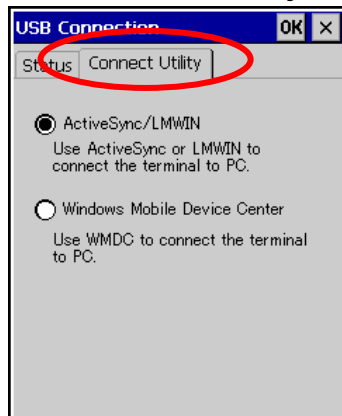 USB Connection OK ×
Status Connect Utility
ActiveSync/LMWIN
Use ActiveSync or LMWIN to
connect the terminal to PC.
Windows Mobile Device Center
Use WMDC to connect the terminal
to PC.